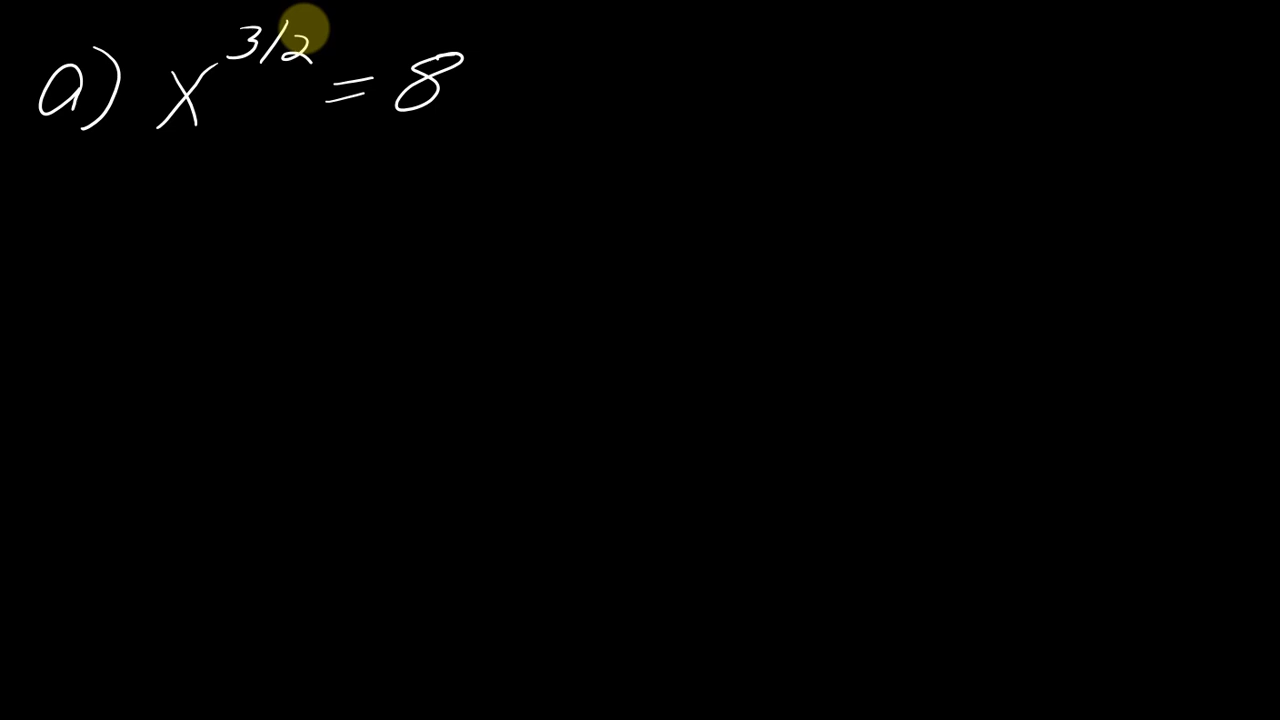 a) x^{3/2} = 8